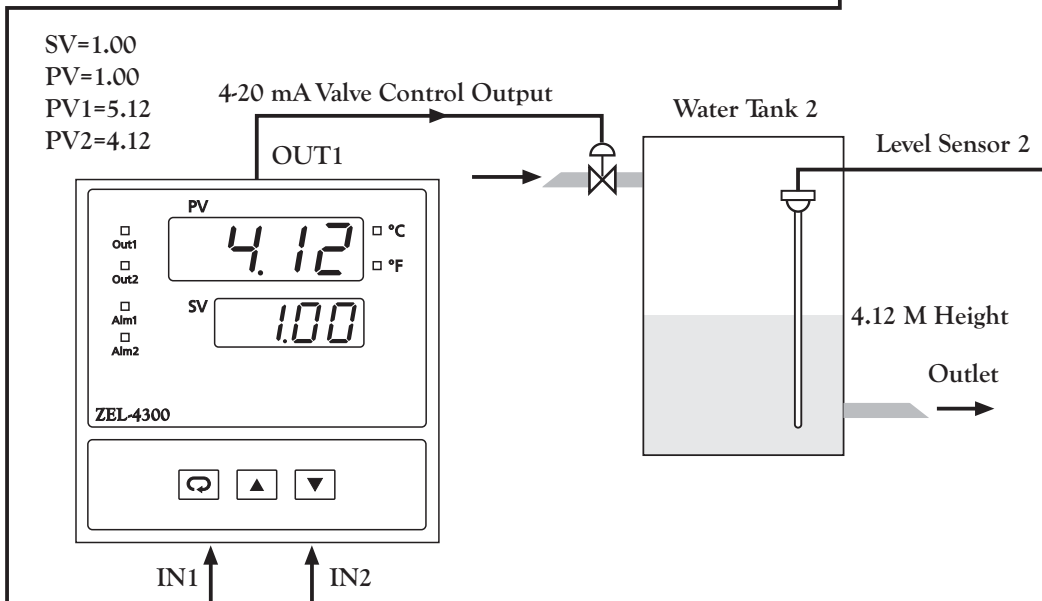 SV=1.00
PV=1.00
PV1=5.12
PV2=4.12
4-20 mA Valve Control Output
OUT1
Water Tank 2
Level Sensor 2
PV
4.12
°C
°F
Out1
Out2
Alm1
Alm2
SV
1.00
ZEL-4300
4.12 M Height
Outlet
IN1
IN2